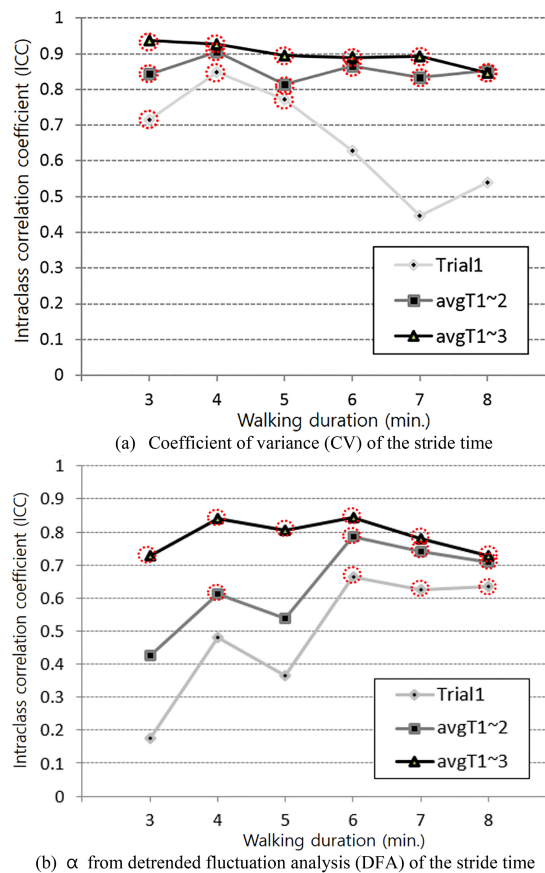 1
0.9
0.8
0.7
0.6
0.5
0.4
0.3
0.2
0.1
0
Intraclass correlation coefficient (ICC)
Trial1
avgT1~2
avgT1~3
3 4 5 6 7 8
Walking duration (min.)
(a) Coefficient of variance (CV) of the stride time
1
0.9
0.8
0.7
0.6
0.5
0.4
0.3
0.2
0.1
0
Intraclass correlation coefficient (ICC)
Trial1
avgT1~2
avgT1~3
3 4 5 6 7 8
Walking duration (min.)
(b) α from detrended fluctuation analysis (DFA) of the stride time